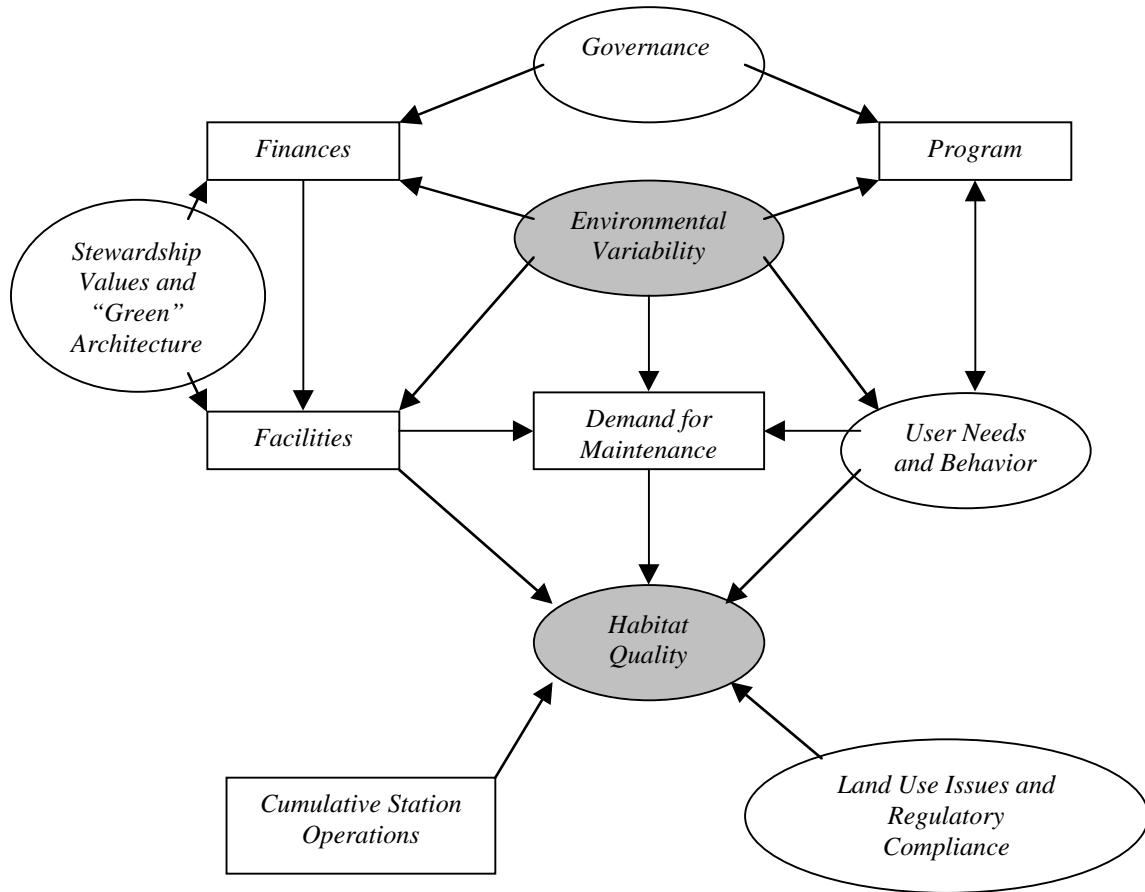 Governance
Finances
Program
Environmental
Variability
Stewardship
Values and
“Green”
Architecture
Facilities
Demand for
Maintenance
User Needs
and Behavior
Habitat
Quality
Cumulative Station
Operations
Land Use Issues and
Regulatory
Compliance